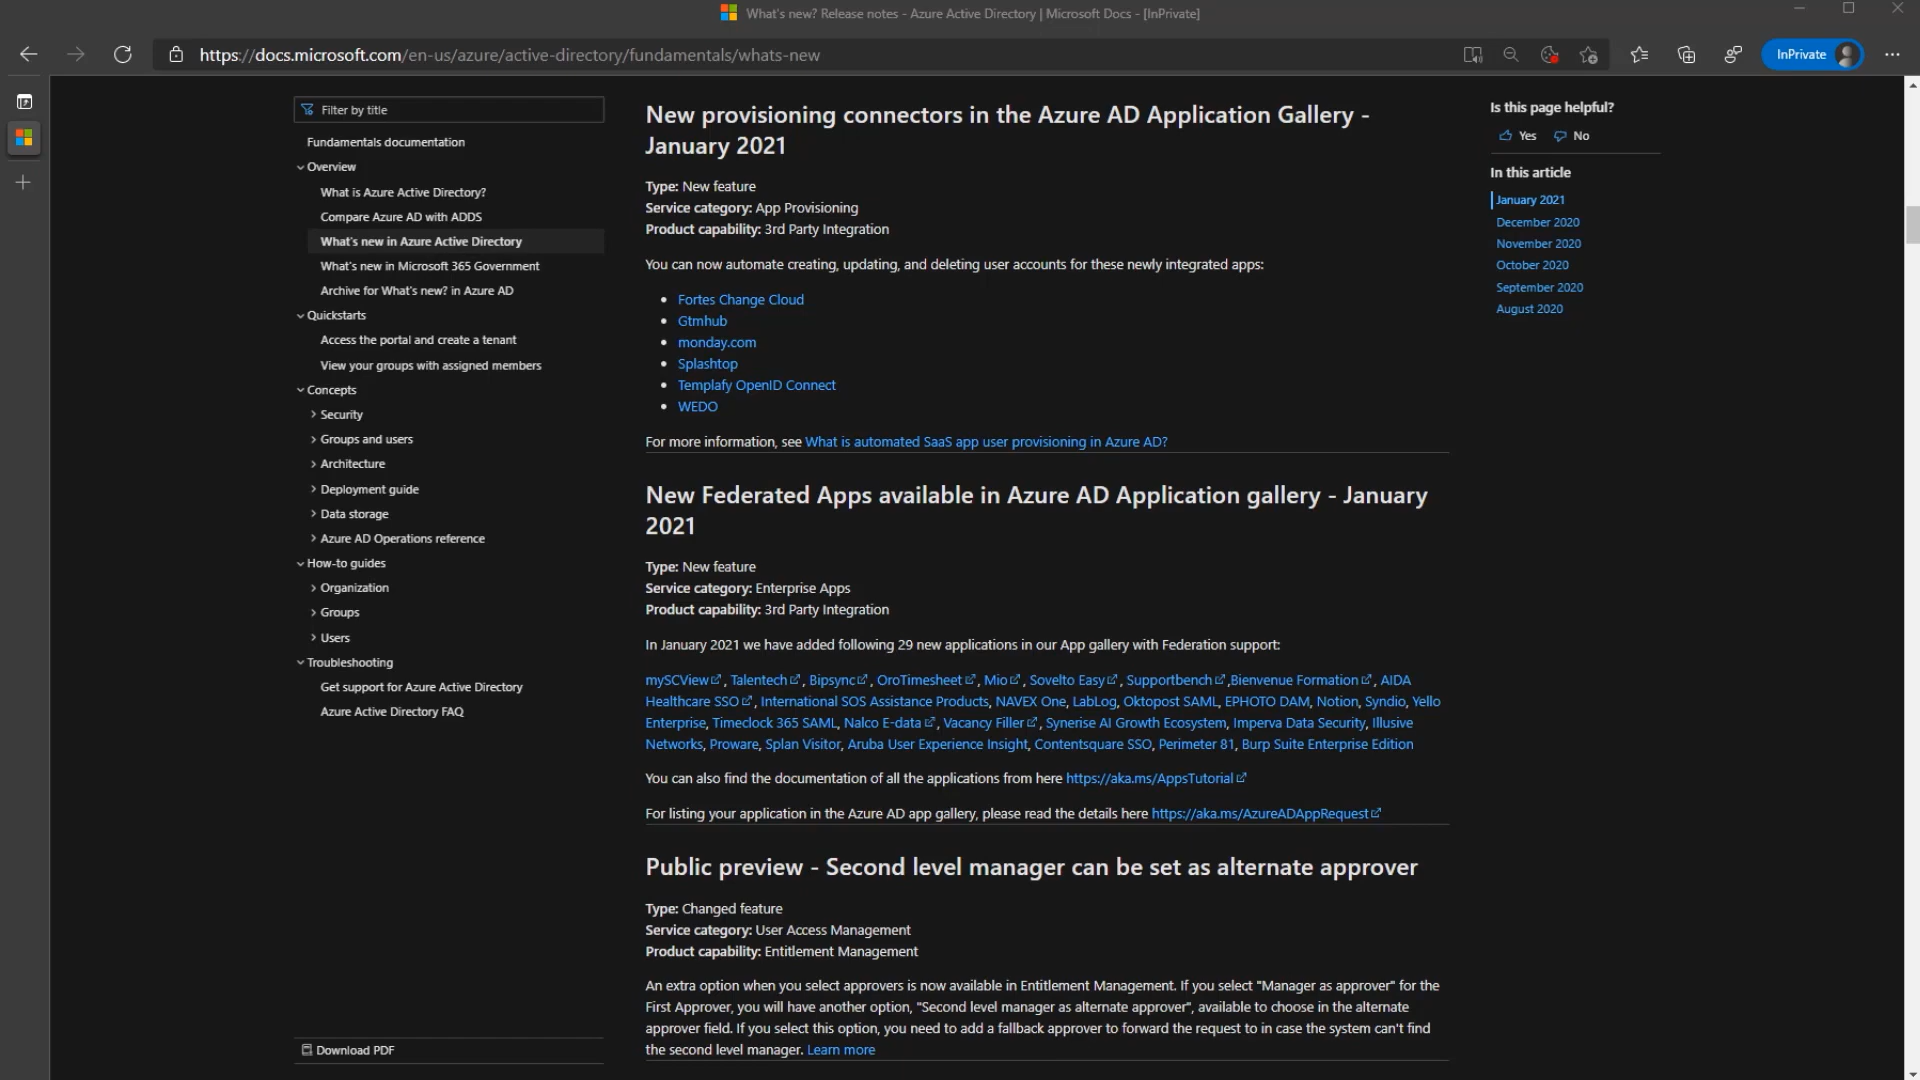 What's new? Release notes - Azure Active Directory | Microsoft Docs - [InPrivate]
https://docs.microsoft.com/en-us/azure/active-directory/fundamentals/whats-new
InPrivate
Filter by title
Fundamentals documentation
Overview
What is Azure Active Directory?
Compare Azure AD with ADDS
What's new in Azure Active Directory
What's new in Microsoft 365 Government
Archive for What's new? in Azure AD
Quickstarts
Access the portal and create a tenant
View your groups with assigned members
Concepts
Security
Groups and users
Architecture
Deployment guide
Data storage
Azure AD Operations reference
How-to guides
Organization
Groups
Users
Troubleshooting
Get support for Azure Active Directory
Azure Active Directory FAQ
Download PDF
New provisioning connectors in the Azure AD Application Gallery -
January 2021
Type: New feature
Service category: App Provisioning
Product capability: 3rd Party Integration
You can now automate creating, updating, and deleting user accounts for these newly integrated apps:
Fortes Change Cloud
Gtmhub
monday.com
Splashtop
Templafy OpenID Connect
WEDO
For more information, see What is automated SaaS app user provisioning in Azure AD?
New Federated Apps available in Azure AD Application gallery - January
2021
Type: New feature
Service category: Enterprise Apps
Product capability: 3rd Party Integration
In January 2021 we have added following 29 new applications in our App gallery with Federation support:
mySCView, Talentech, Bipsync, OroTimesheet, Mio, Sovelto Easy, Supportbench,Bienvenue Formation, AIDA
Healthcare SSO, International SOS Assistance Products, NAVEX One, LabLog, Oktopost SAML, EPHOTO DAM, Notion, Syndio, Yello
Enterprise, Timeclock 365 SAML, Nalco E-data, Vacancy Filler, Synerise AI Growth Ecosystem, Imperva Data Security, Illusive
Networks, Proware, Splan Visitor, Aruba User Experience Insight, Contentsquare SSO, Perimeter 81, Burp Suite Enterprise Edition
You can also find the documentation of all the applications from here https://aka.ms/AppsTutorial
For listing your application in the Azure AD app gallery, please read the details here https://aka.ms/AzureADAppRequest
Public preview - Second level manager can be set as alternate approver
Type: Changed feature
Service category: User Access Management
Product capability: Entitlement Management
An extra option when you select approvers is now available in Entitlement Management. If you select "Manager as approver" for the
First Approver, you will have another option, "Second level manager as alternate approver", available to choose in the alternate
approver field. If you select this option, you need to add a fallback approver to forward the request to in case the system can't find
the second level manager. Learn more
Is this page helpful?
Yes No
In this article
January 2021
December 2020
November 2020
October 2020
September 2020
August 2020